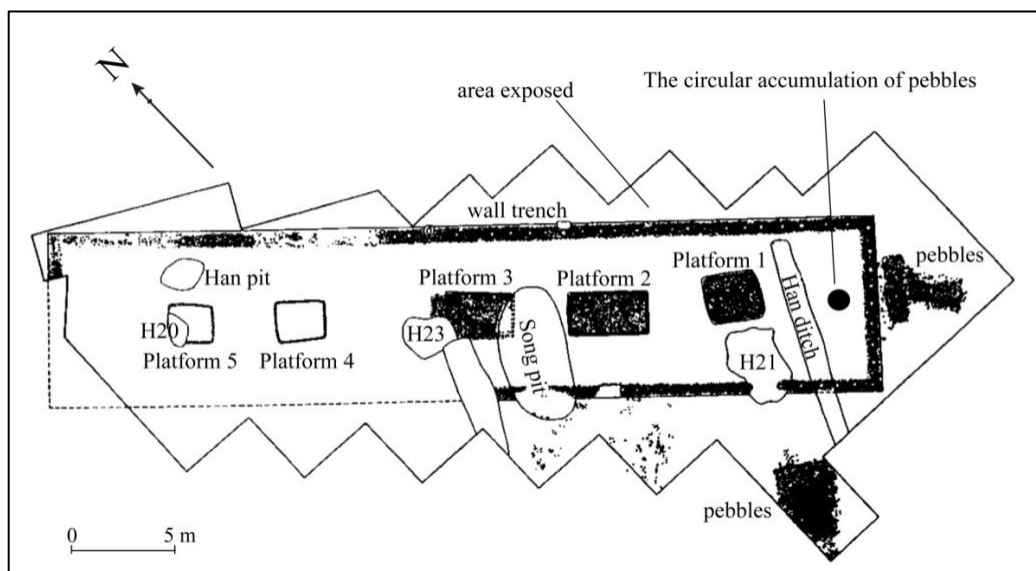 N
The circular accumulation of pebbles
area exposed
wall trench
pebbles
Platform 1
Platform 3
Platform 2
Han pit
Han ditch
H20
H23
Song pit
H21
Platform 5
Platform 4
pebbles
0
5 m